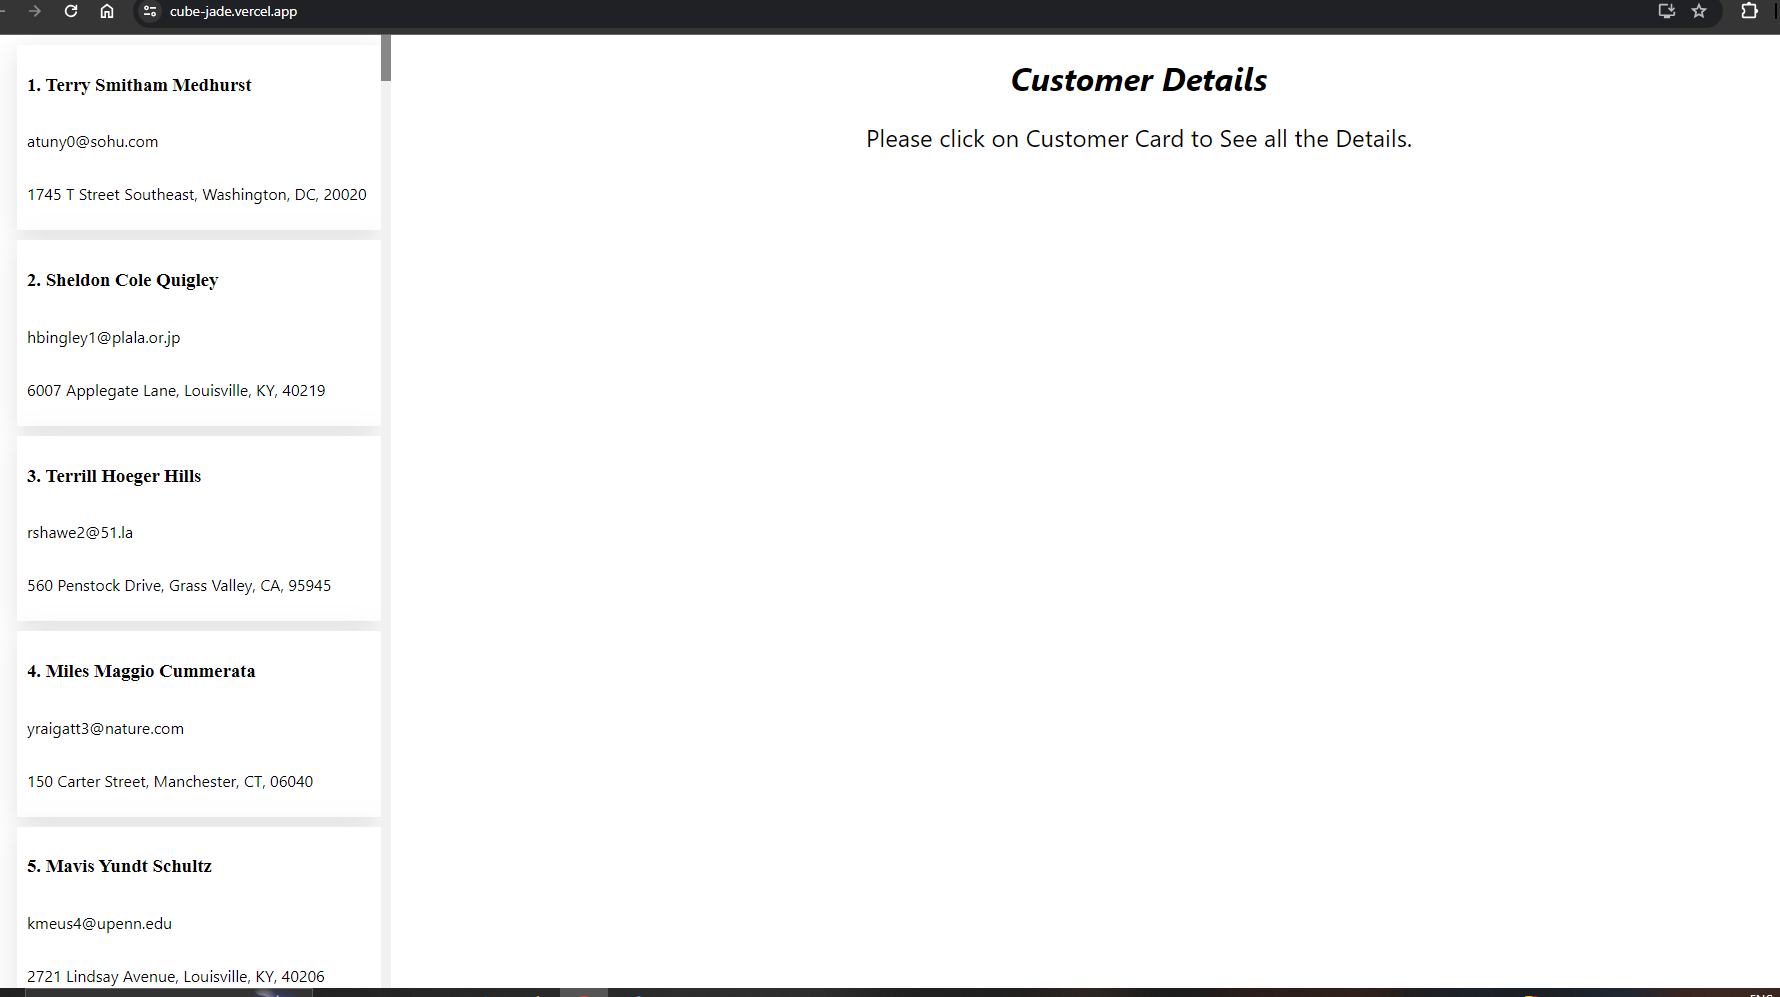 cube-jade.vercel.app
1. Terry Smitham Medhurst
atuny0@sohu.com
1745 T Street Southeast, Washington, DC, 20020
2. Sheldon Cole Quigley
hbingley1@plala.or.jp
6007 Applegate Lane, Louisville, KY, 40219
3. Terrill Hoeger Hills
rshawe2@51.la
560 Penstock Drive, Grass Valley, CA, 95945
4. Miles Maggio Cummerata
yraigatt3@nature.com
150 Carter Street, Manchester, CT, 06040
5. Mavis Yundt Schultz
kmeus4@upenn.edu
2721 Lindsay Avenue, Louisville, KY, 40206
Customer Details
Please click on Customer Card to See all the Details.